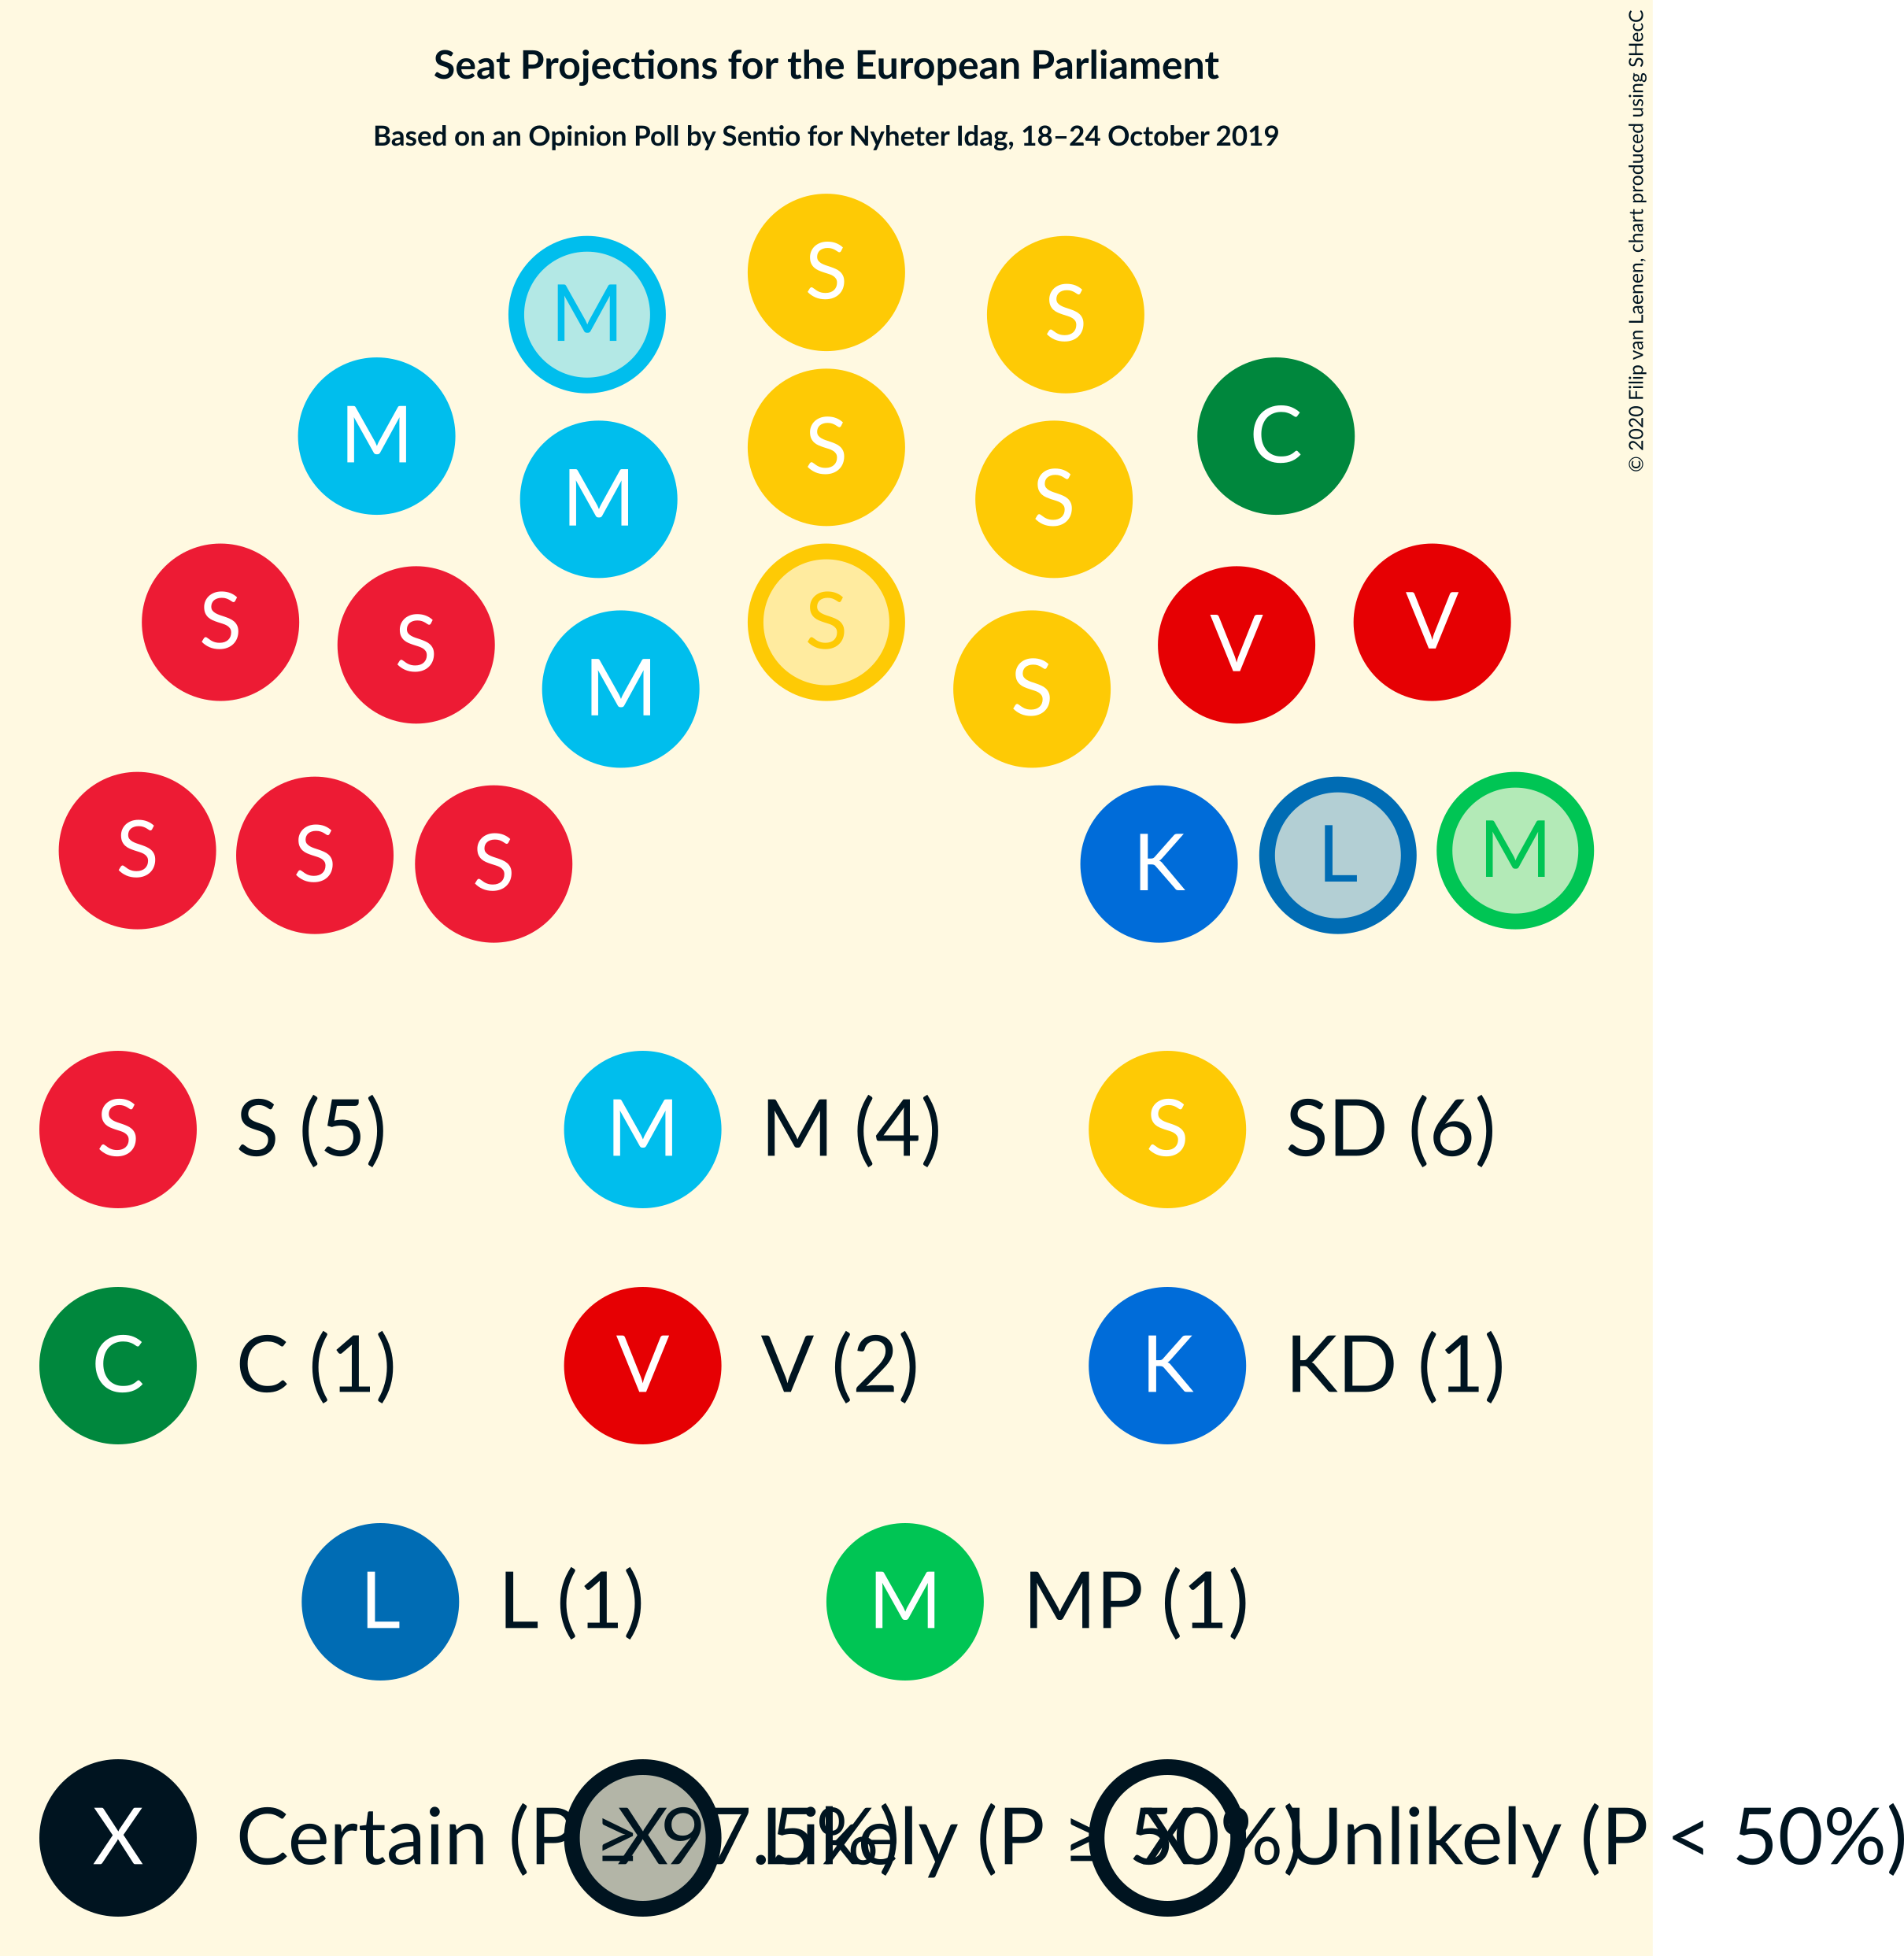 Seat Projections for the European Parliament
Based on an Opinion Poll by Sentio for Nyheter Idag, 18–24 October 2019
© 2020 Filip van Laenen, chart produced using SHecC
S
M S
M C
S
M S
S S V V
S S
M S
S S S K L M
S S (5) M M (4) S SD (6)
C C (1) V V (2) K KD (1)
L L (1) M MP (1)
X Certain (P ≥ 97.5%) X Likely (P ≥ 50%) X Unlikely (P < 50%)